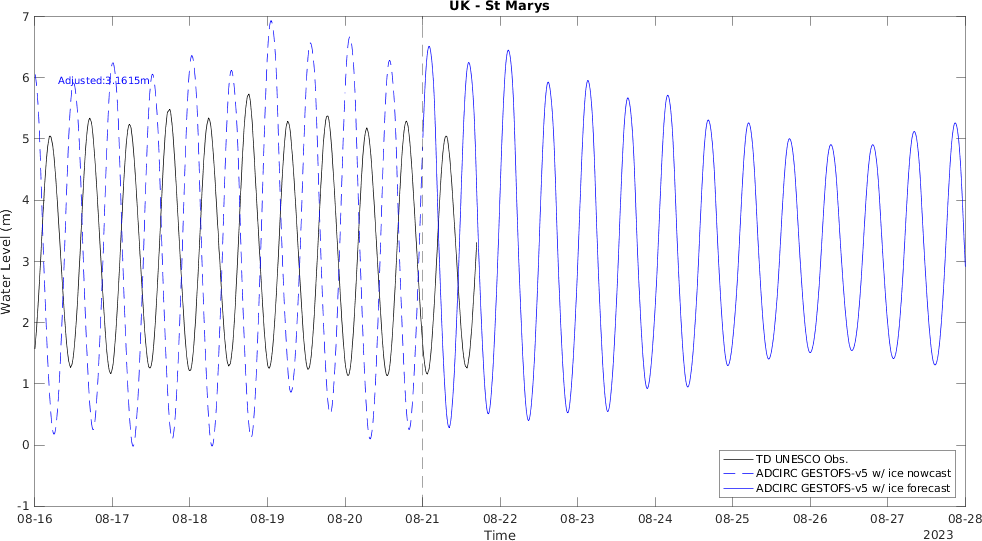 UK - St Marys
7
6
5
4
3
2
1
0
-1
Water Level (m)
Adjusted:3.1615m
TD UNESCO Obs.
ADCIRC GESTOFS-v5 w/ ice nowcast
ADCIRC GESTOFS-v5 w/ ice forecast
08-16 08-17 08-18 08-19 08-20 08-21 08-22 08-23 08-24 08-25 08-26 08-27 08-28
Time
2023